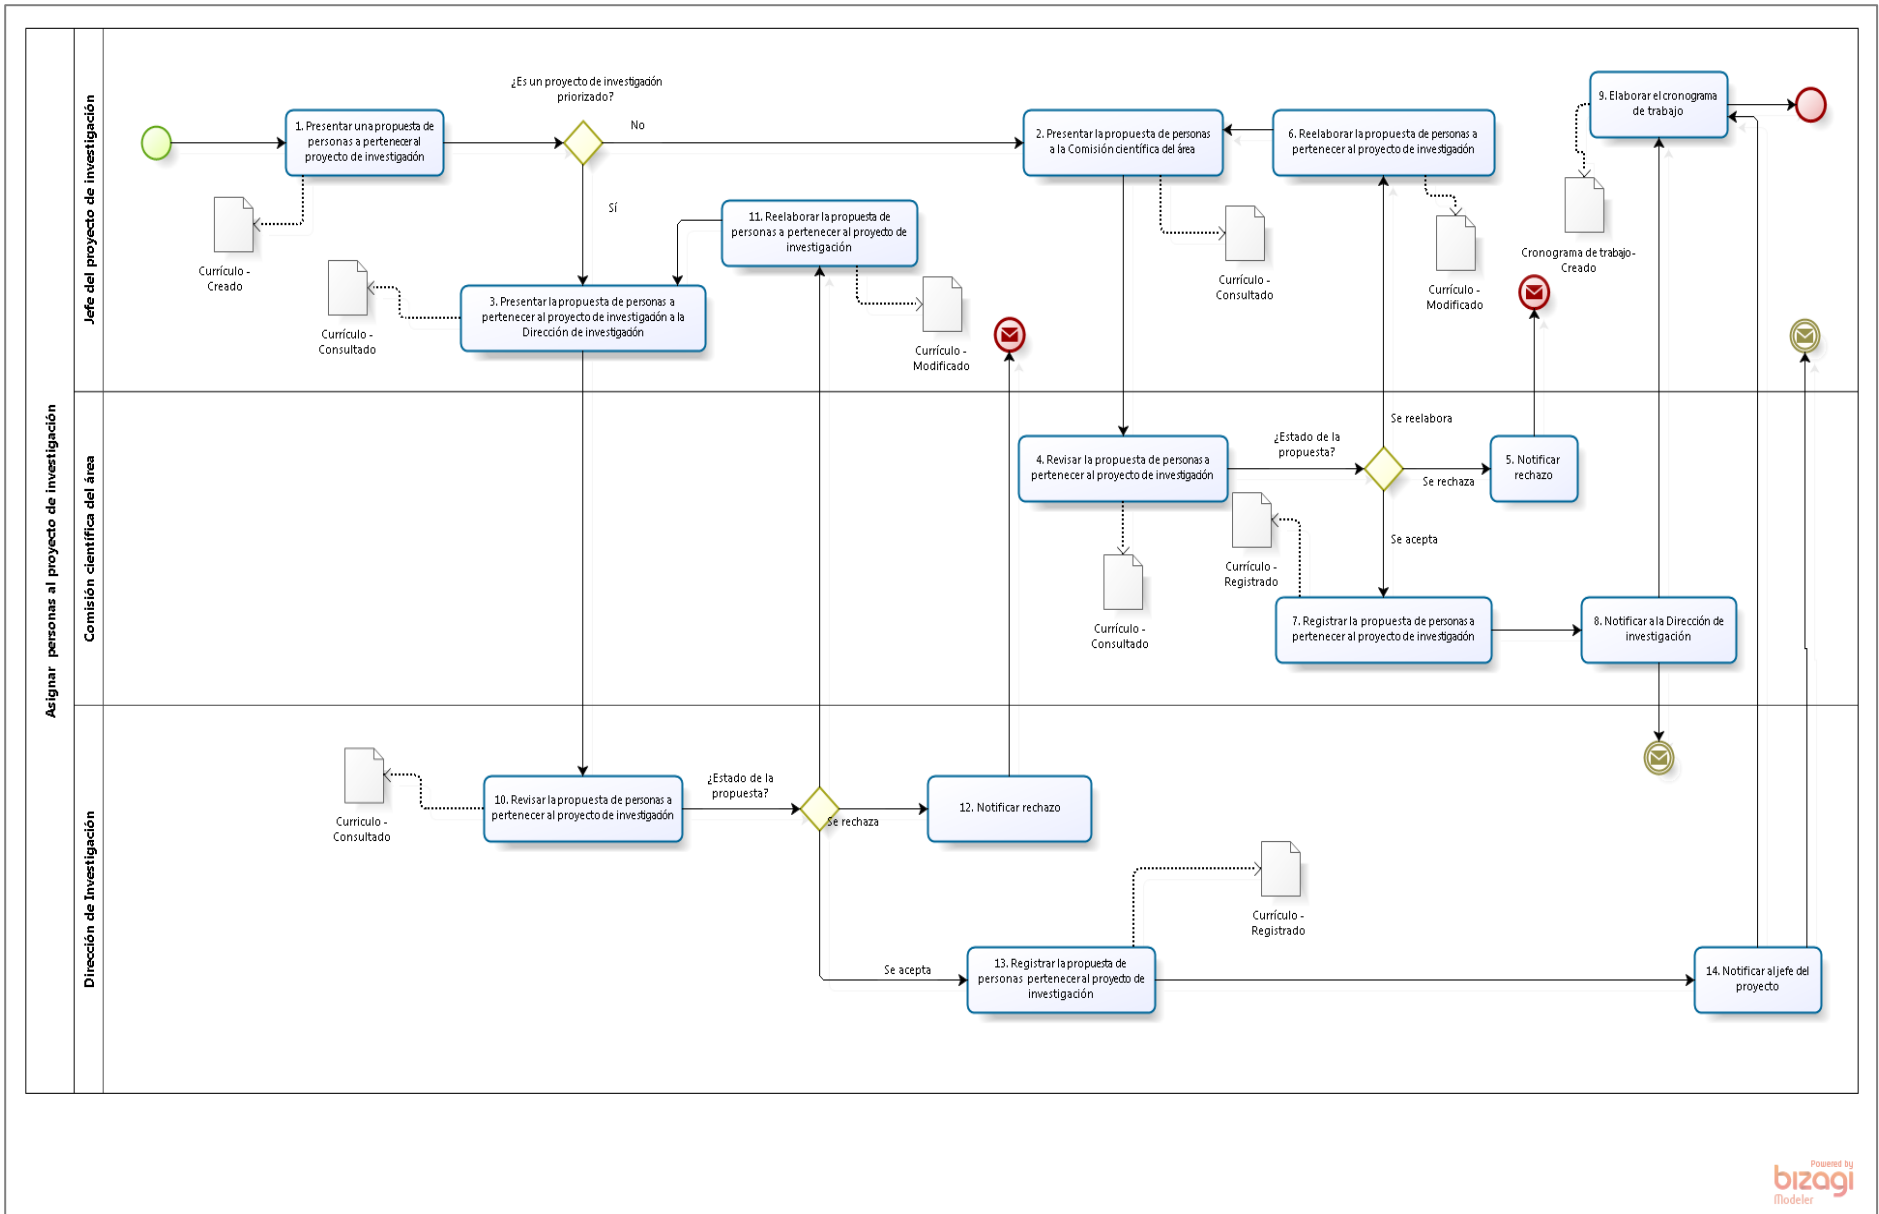 Asignar personas al proyecto de investigación
Jefe del proyecto de investigación
¿Es un proyecto de investigación
priorizado?
No
Sí
1. Presentar una propuesta de
personas a pertenecer al
proyecto de investigación
Currículo -
Creado
2. Presentar la propuesta de personas
a la Comisión científica del área
Currículo -
Consultado
6. Reelaborar la propuesta de personas a
pertenecer al proyecto de investigación
Currículo -
Modificado
9. Elaborar el cronograma
de trabajo
Cronograma de trabajo-
Creado
11. Reelaborar la propuesta de
personas a pertenecer al proyecto de
investigación
Currículo -
Modificado
3. Presentar la propuesta de personas a
pertenecer al proyecto de investigación a la
Dirección de investigación
Currículo -
Consultado
Comisión científica del área
4. Revisar la propuesta de personas a
pertenecer al proyecto de investigación
Currículo -
Consultado
¿Estado de la
propuesta?
Se reelabora
Se rechaza
Se acepta
5. Notificar
rechazo
Currículo -
Registrado
7. Registrar la propuesta de personas a
pertenecer al proyecto de investigación
8. Notificar a la Dirección de
investigación
Dirección de Investigación
Curriculo -
Consultado
10. Revisar la propuesta de personas a
pertenecer al proyecto de investigación
¿Estado de la
propuesta?
Se rechaza
12. Notificar rechazo
Se acepta
13. Registrar la propuesta de
personas pertenecer al proyecto de
investigación
Currículo -
Registrado
14. Notificar al jefe del
proyecto
Powered by
bizagi
Modeler